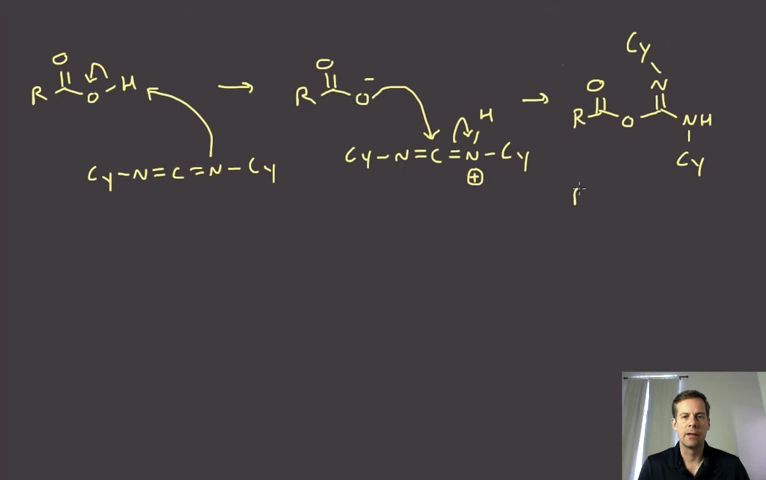 O
R O H
Cy-N=C=N-Cy
O
R O -
H
Cy-N=C=N-Cy
+
Cy
N
O
R O NH
Cy